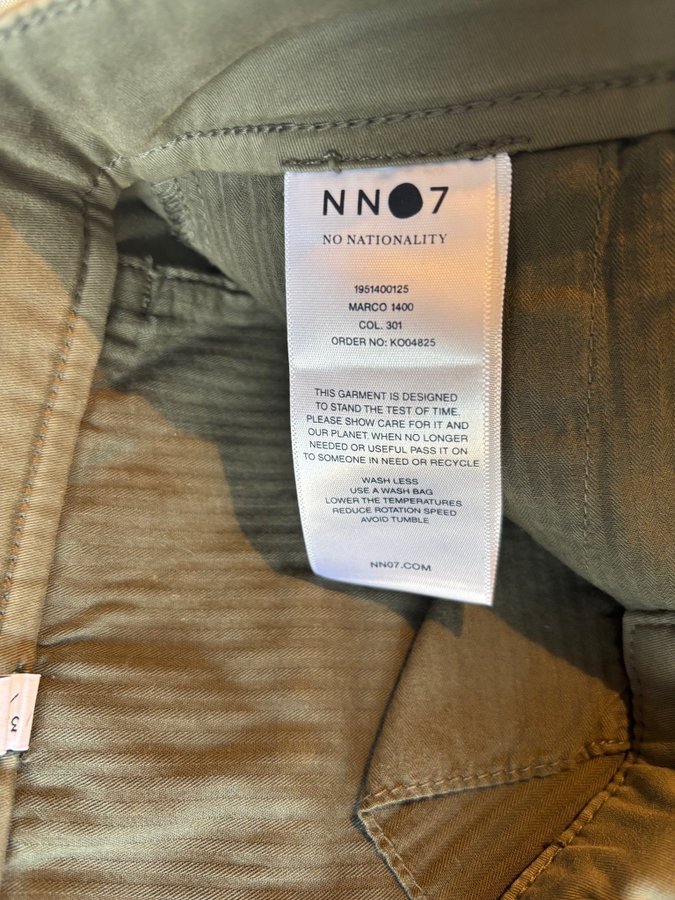 NN●7
NO NATIONALITY
1951400125
MARCO 1400
COL. 301
ORDER NO: KO04825
THIS GARMENT IS DESIGNED
TO STAND THE TEST OF TIME.
PLEASE SHOW CARE FOR IT AND
OUR PLANET. WHEN NO LONGER
NEEDED OR USEFUL PASS IT ON
TO SOMEONE IN NEED OR RECYCLE
WASH LESS
USE A WASH BAG
LOWER THE TEMPERATURES
REDUCE ROTATION SPEED
AVOID TUMBLE
NN07.COM